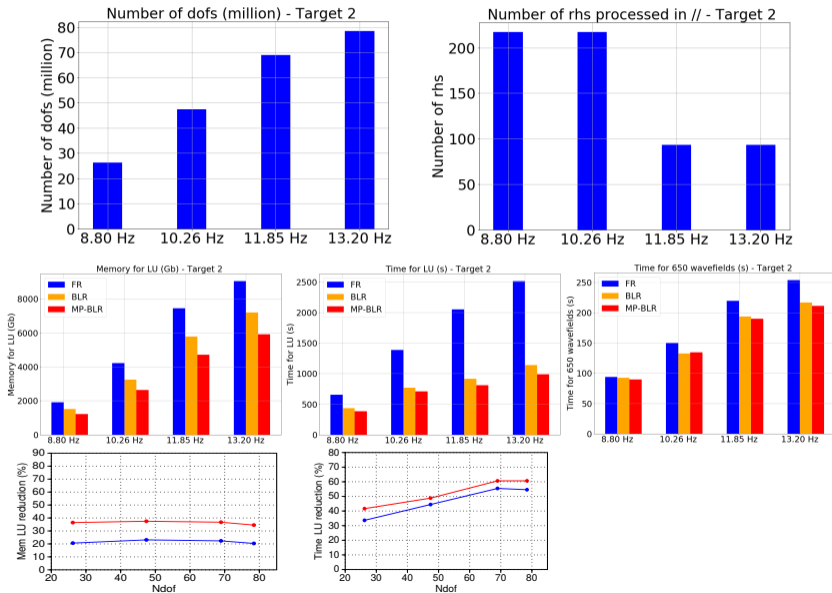 Number of dofs (million) - Target 2
Number of dofs (million)
80
70
60
50
40
30
20
10
0
8.80 Hz 10.26 Hz 11.85 Hz 13.20 Hz
Number of rhs processed in // - Target 2
Number of rhs
200
150
100
50
0
8.80 Hz 10.26 Hz 11.85 Hz 13.20 Hz
Memory for LU (Gb) - Target 2
Memory for LU (Gb)
FR
BLR
MP-BLR
8000
6000
4000
2000
0
8.80 Hz 10.26 Hz 11.85 Hz 13.20 Hz
Time for LU (s) - Target 2
Time for LU (s)
FR
BLR
MP-BLR
2500
2000
1500
1000
500
0
8.80 Hz 10.26 Hz 11.85 Hz 13.20 Hz
Time for 650 wavefields (s) - Target 2
Time for 650 wavefields (s)
FR
BLR
MP-BLR
250
200
150
100
50
0
8.80 Hz 10.26 Hz 11.85 Hz 13.20 Hz
Mem LU reduction (%)
90
80
70
60
50
40
30
20
10
0
20 30 40 50 60 70 80
Ndof
Time LU reduction (%)
80
70
60
50
40
30
20
10
0
20 30 40 50 60 70 80
Ndof